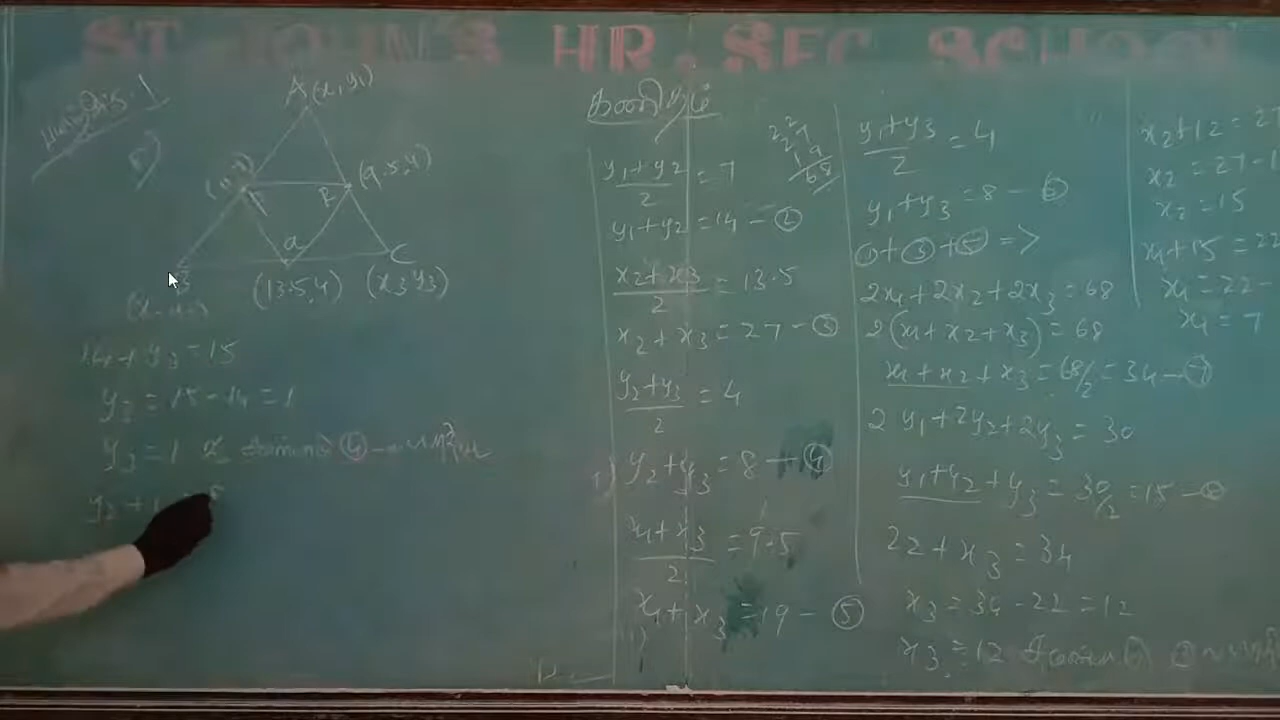 ST JOHN'S HR. SEC SCHOOL
A(x, y1)
(9.5, 4)
R
Q
C
(13.5, 4) (x3 y3)
14 + y3 = 15
y3 = 15 - 14 = 1
y3 = 1 ④
y2 + 1
(y1+y2)/2 = 7
y1 + y2 = 14 - ②
(x2+x3)/2 = 13.5
x2 + x3 = 27 - ③
(y2+y3)/2 = 4
y2 + y3 = 8 - ④
(x1+x3)/2 = 9.5
x1 + x3 = 19 - ⑤
22
27
19
68
(y1+y3)/2 = 4
y1 + y3 = 8 - ⑥
① + ③ + ⑤ =>
2x1 + 2x2 + 2x3 = 68
2(x1 + x2 + x3) = 68
x1 + x2 + x3 = 68/2 = 34 - ⑦
2y1 + 2y2 + 2y3 = 30
y1 + y2 + y3 = 30/2 = 15 - ⑧
22 + x3 = 34
x3 = 34 - 22 = 12
x3 = 12
x2 + 12 = 27
x2 = 27 - 1
x2 = 15
x1 + 15 = 22
x1 = 22 -
x1 = 7